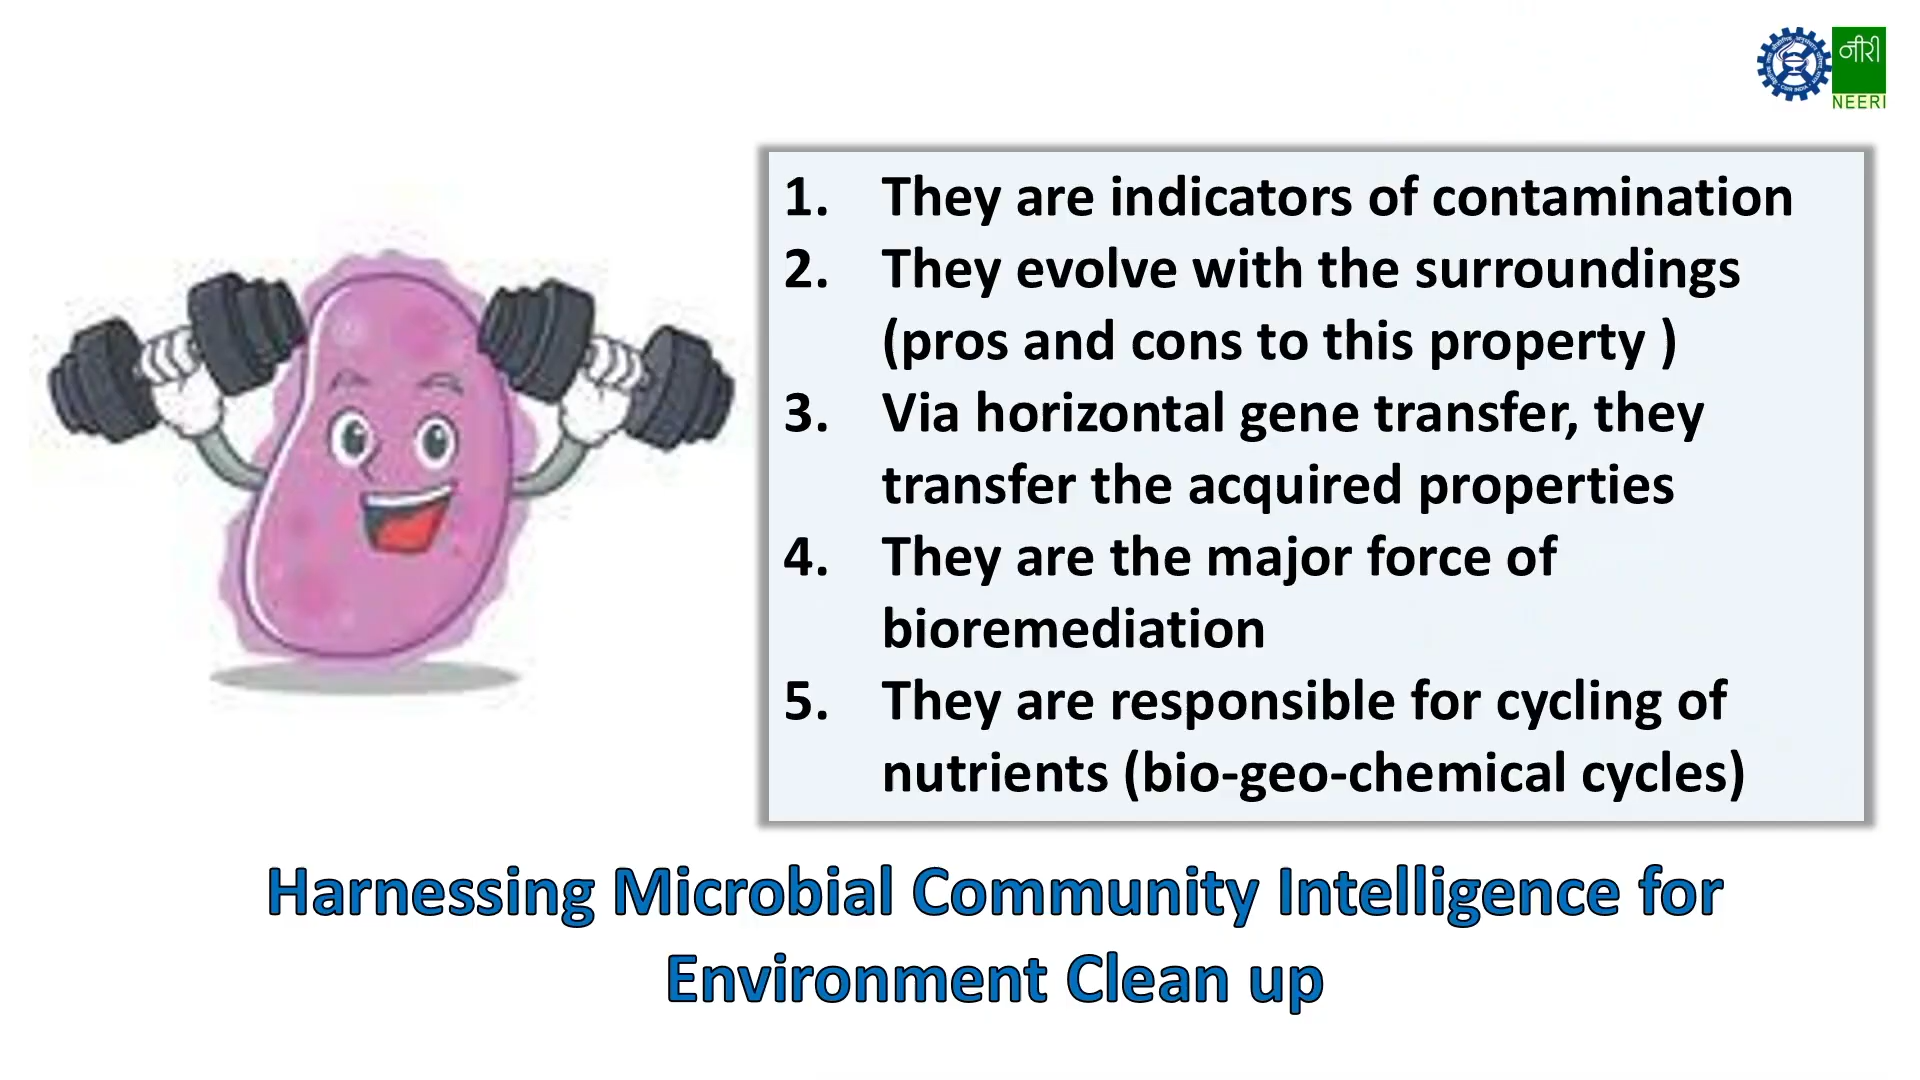 नीरी
NEERI
1. They are indicators of contamination
2. They evolve with the surroundings
(pros and cons to this property )
3. Via horizontal gene transfer, they
transfer the acquired properties
4. They are the major force of
bioremediation
5. They are responsible for cycling of
nutrients (bio-geo-chemical cycles)
Harnessing Microbial Community Intelligence for
Environment Clean up